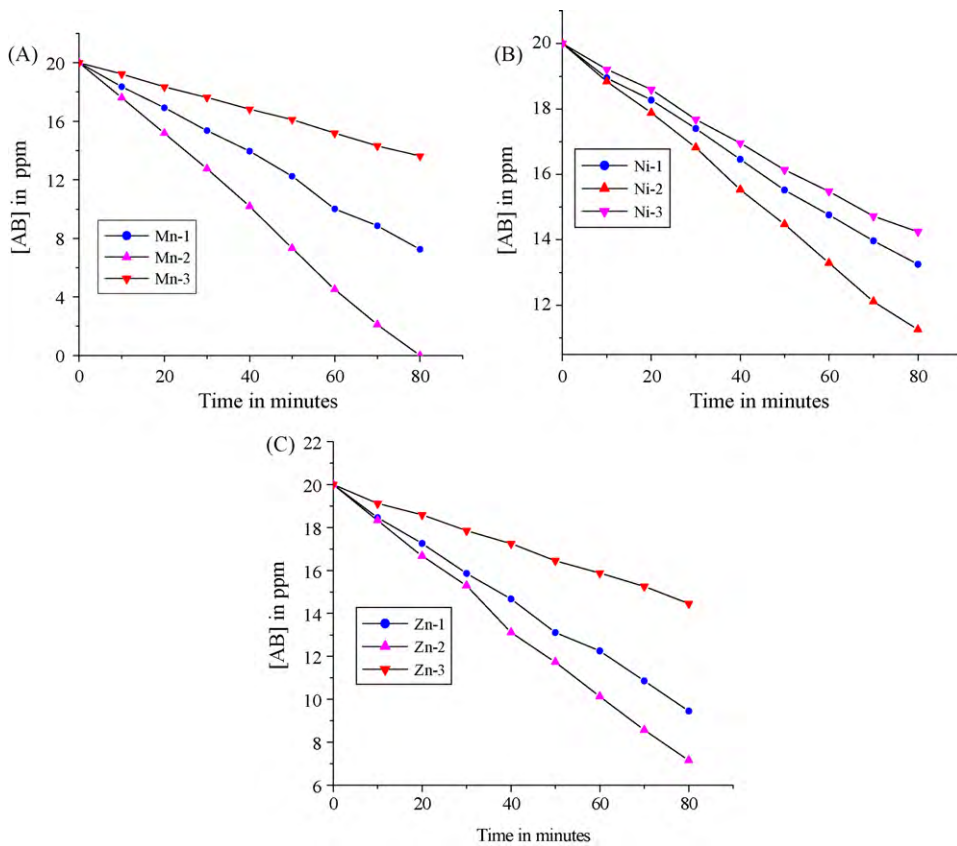 (A)
20
16
12
8
4
0
[AB] in ppm
Mn-1
Mn-2
Mn-3
0 20 40 60 80
Time in minutes
(B)
20
18
16
14
12
[AB] in ppm
Ni-1
Ni-2
Ni-3
0 20 40 60 80
Time in minutes
(C)
22
20
18
16
14
12
10
8
6
[AB] in ppm
Zn-1
Zn-2
Zn-3
0 20 40 60 80
Time in minutes